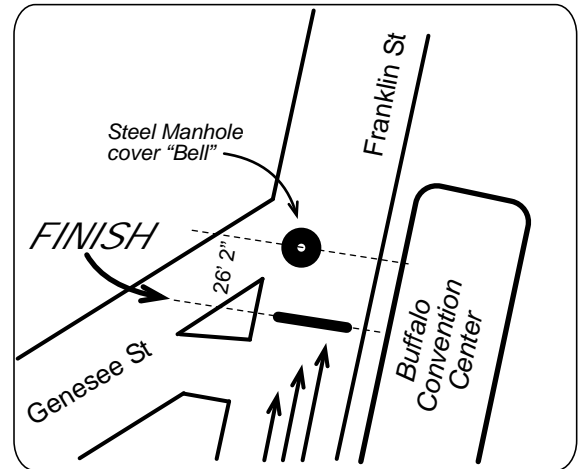 Franklin St
Steel Manhole
cover “Bell”
FINISH
26’ 2”
Genesee St
Buffalo
Convention
Center